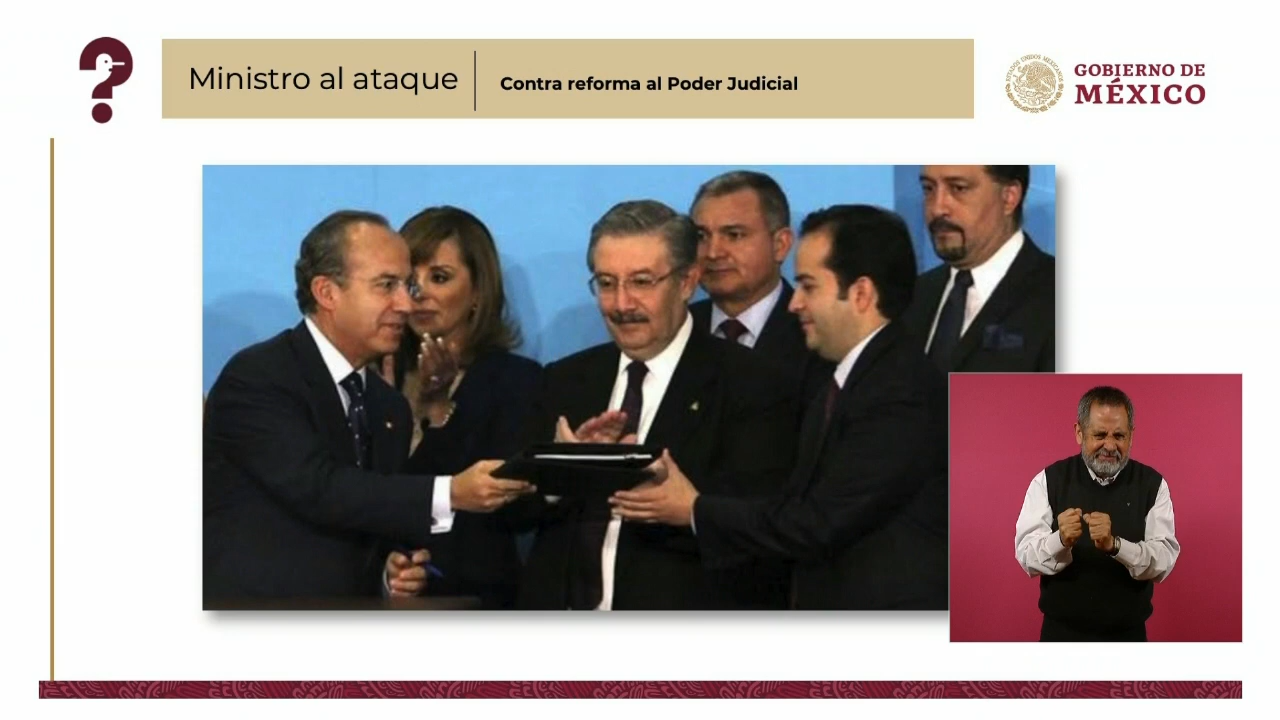 Ministro al ataque
Contra reforma al Poder Judicial
GOBIERNO DE
MÉXICO